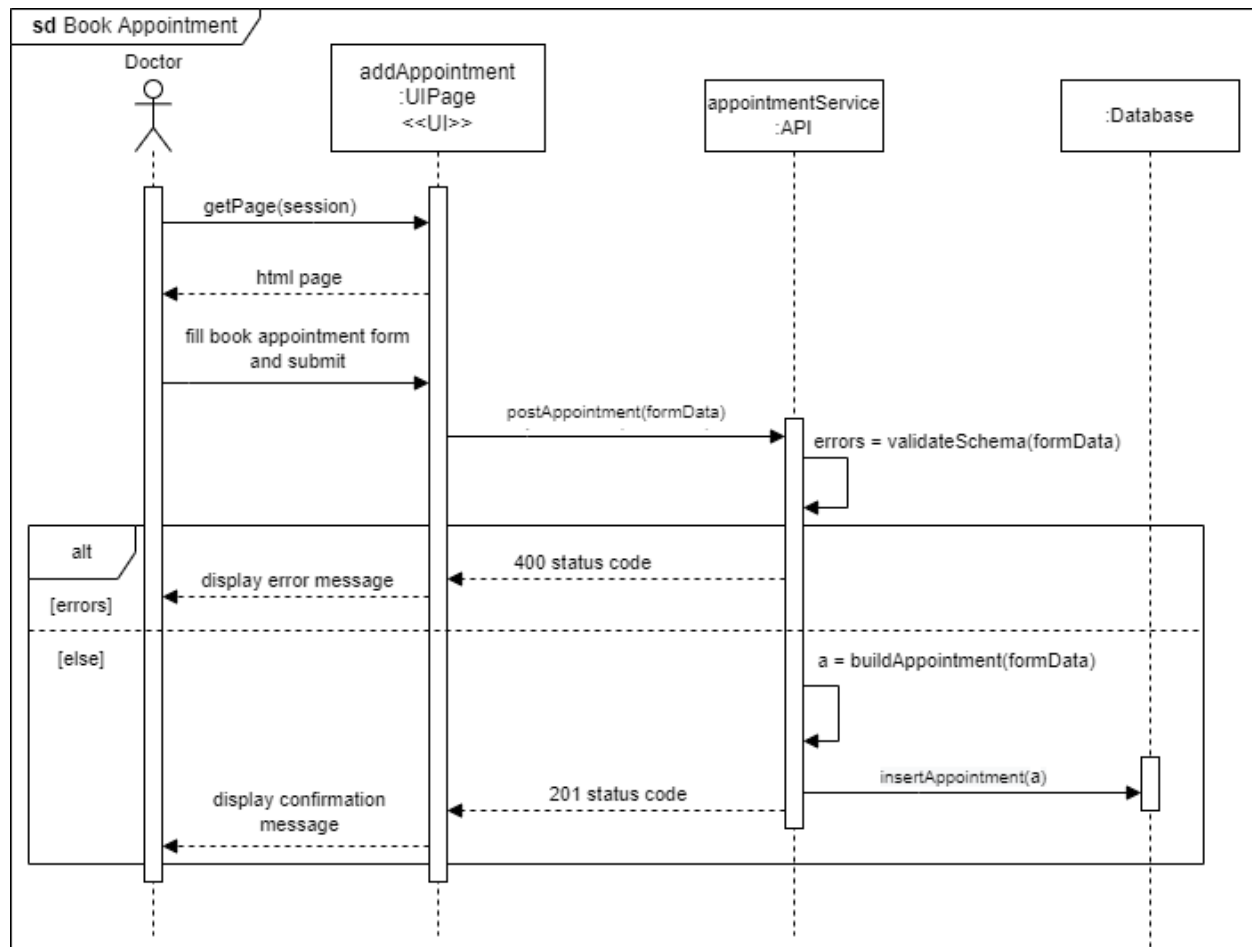 sd Book Appointment
Doctor
addAppointment
:UIPage
<<UI>>
appointmentService
:API
:Database
getPage(session)
html page
fill book appointment form
and submit
postAppointment(formData)
errors = validateSchema(formData)
alt
400 status code
display error message
[errors]
[else]
a = buildAppointment(formData)
insertAppointment(a)
201 status code
display confirmation
message